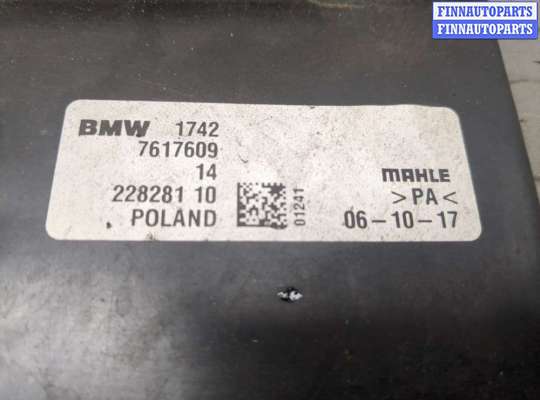 FINNAUTOPARTS
FINNAUTOPARTS
BMW 1742
7617609
14
228281 10
POLAND
01241
MAHLE
>PA<
06-10-17